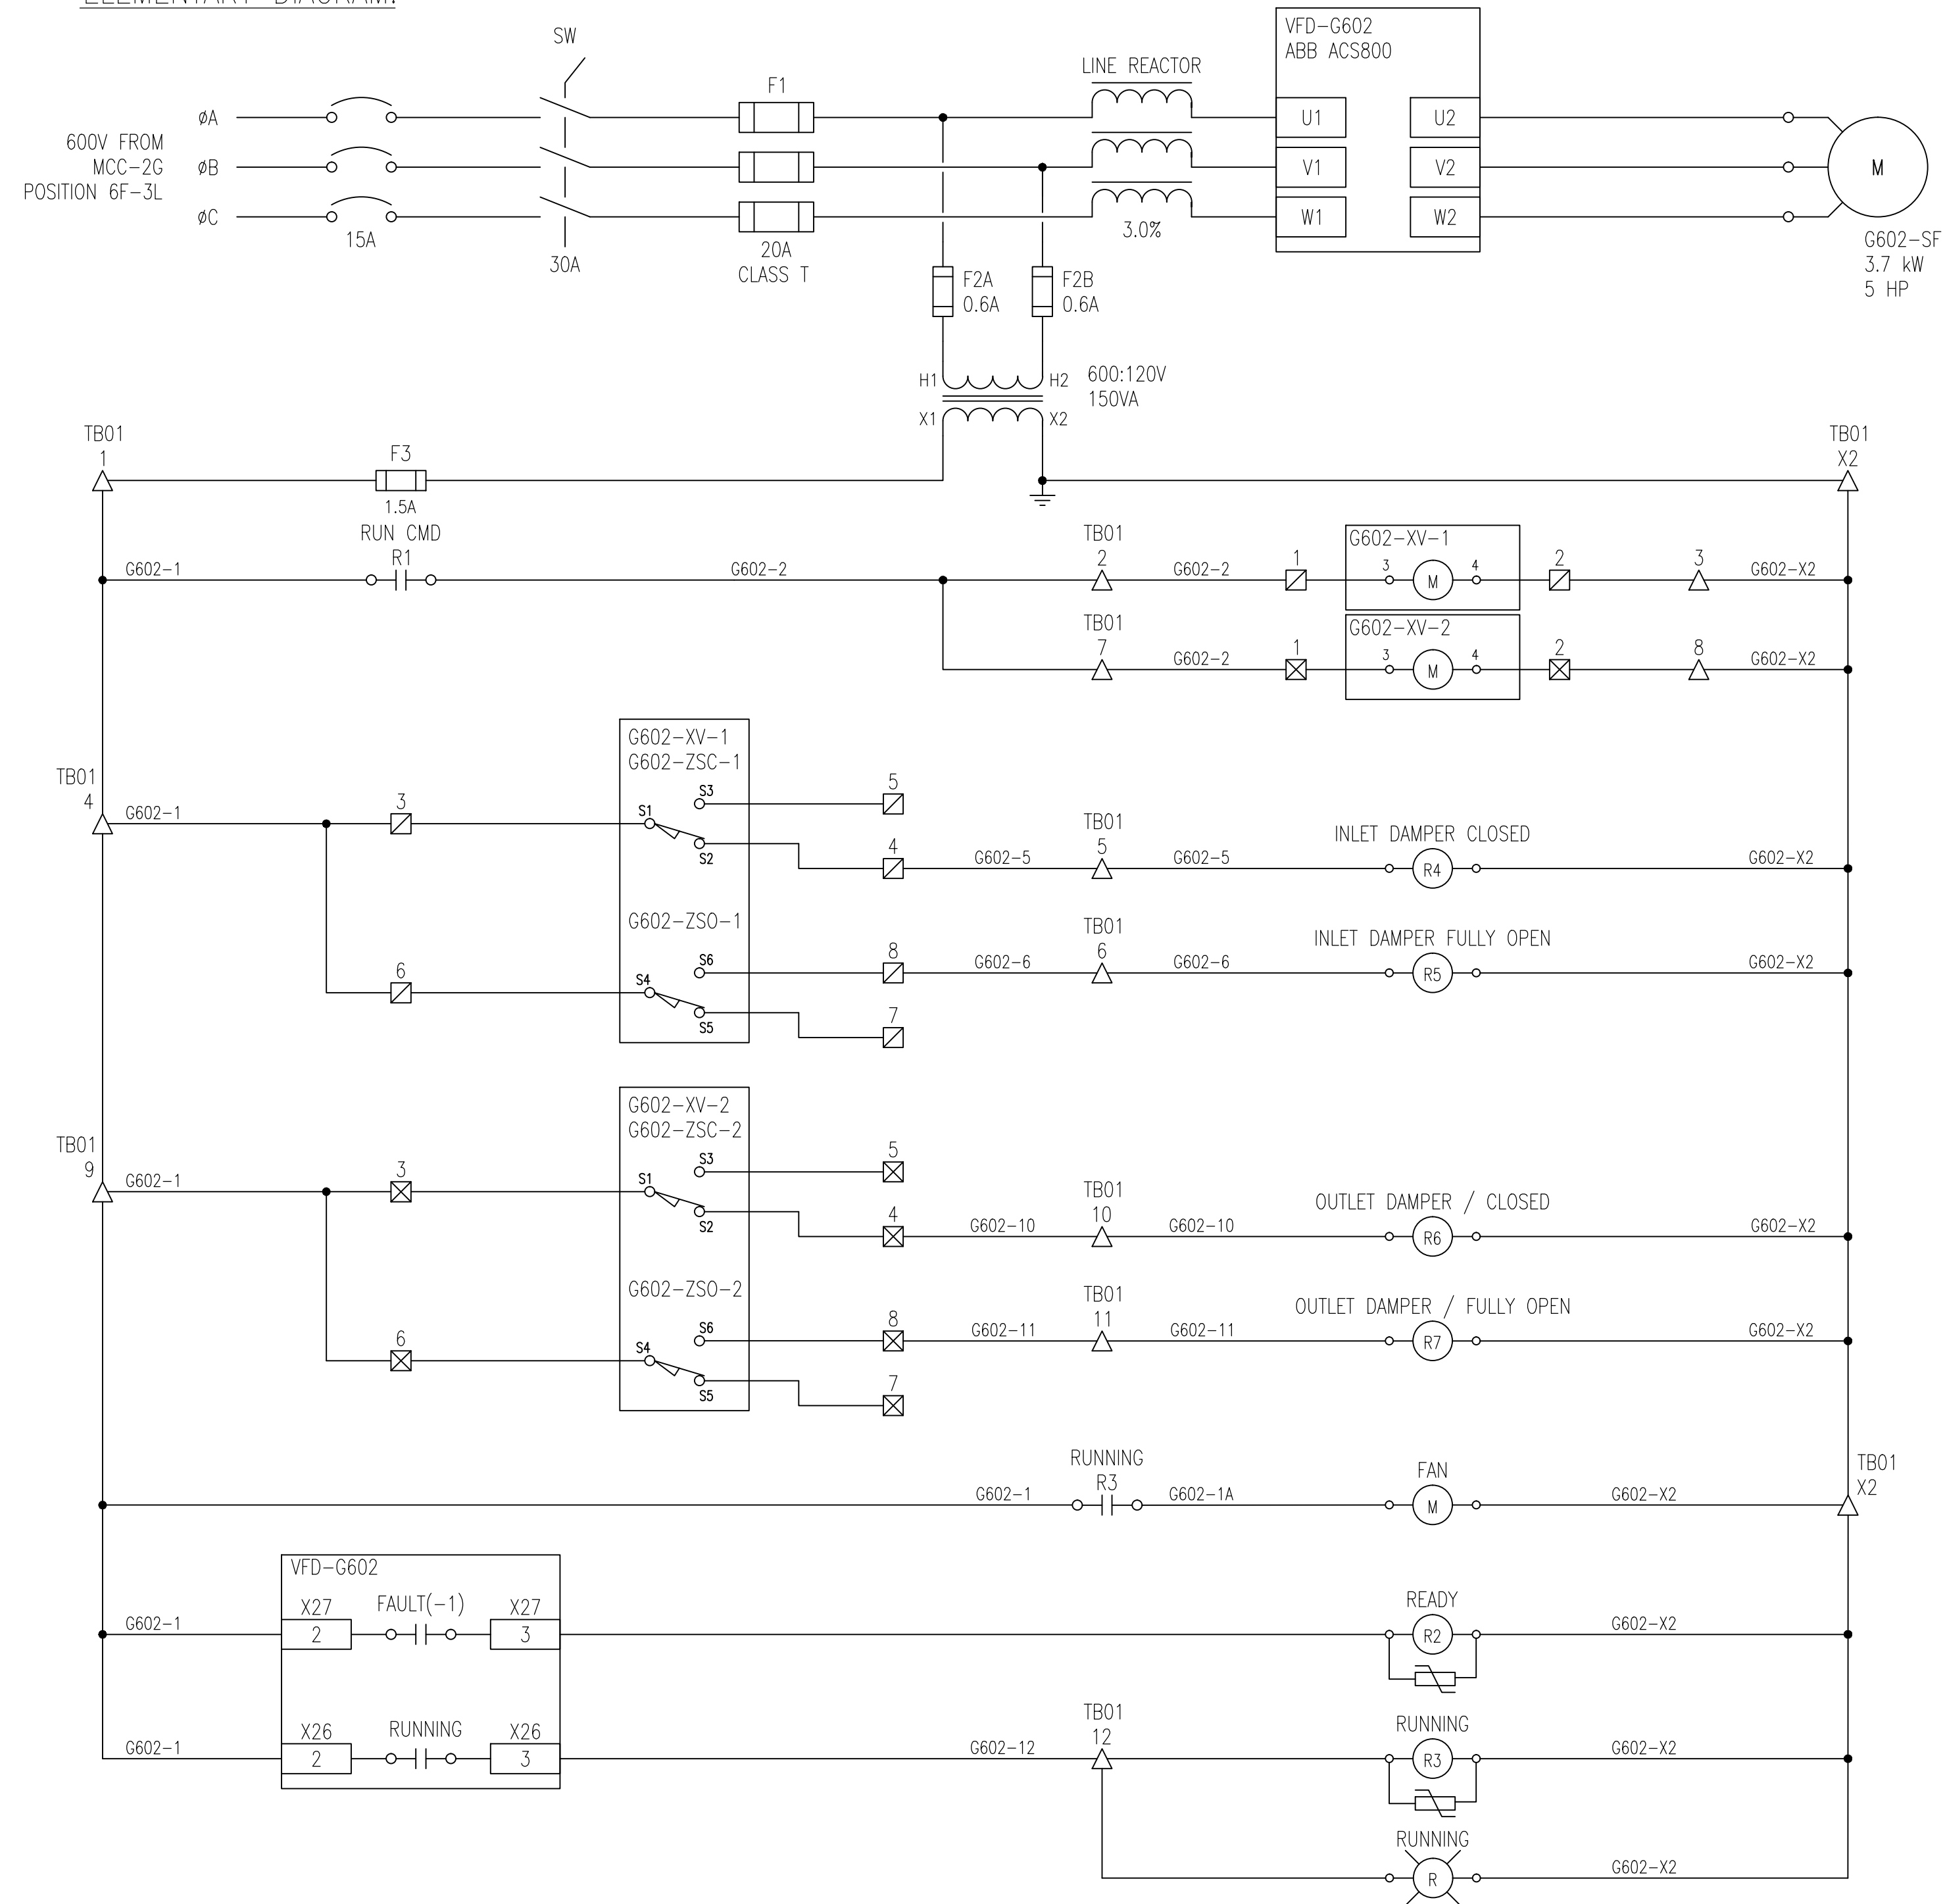 ELEMENTARY DIAGRAM:
SW
VFD-G602
ABB ACS800
LINE REACTOR
F1
600V FROM
MCC-2G
POSITION 6F-3L
øA
øB
øC
15A
30A
20A
CLASS T
3.0%
U1
U2
V1
V2
W1
W2
M
G602-SF
3.7 kW
5 HP
F2A
0.6A
F2B
0.6A
H1
H2
600:120V
150VA
X1
X2
TB01
1
F3
1.5A
TB01
X2
RUN CMD
R1
G602-1
G602-2
TB01
2
G602-2
1
G602-XV-1
3
M
4
2
3
G602-X2
TB01
7
G602-2
1
G602-XV-2
3
M
4
2
8
G602-X2
TB01
4
G602-1
3
G602-XV-1
G602-ZSC-1
S1
S3
S2
5
4
G602-5
TB01
5
G602-5
INLET DAMPER CLOSED
R4
G602-X2
6
G602-ZSO-1
S4
S6
S5
8
G602-6
TB01
6
G602-6
INLET DAMPER FULLY OPEN
R5
G602-X2
7
TB01
9
G602-1
3
G602-XV-2
G602-ZSC-2
S1
S3
S2
5
4
G602-10
TB01
10
G602-10
OUTLET DAMPER / CLOSED
R6
G602-X2
6
G602-ZSO-2
S4
S6
S5
8
G602-11
TB01
11
G602-11
OUTLET DAMPER / FULLY OPEN
R7
G602-X2
7
G602-1
RUNNING
R3
G602-1A
FAN
M
G602-X2
TB01
X2
VFD-G602
G602-1
X27
2
FAULT(-1)
X27
3
READY
R2
G602-X2
G602-1
X26
2
RUNNING
X26
3
G602-12
TB01
12
RUNNING
R3
G602-X2
RUNNING
R
G602-X2